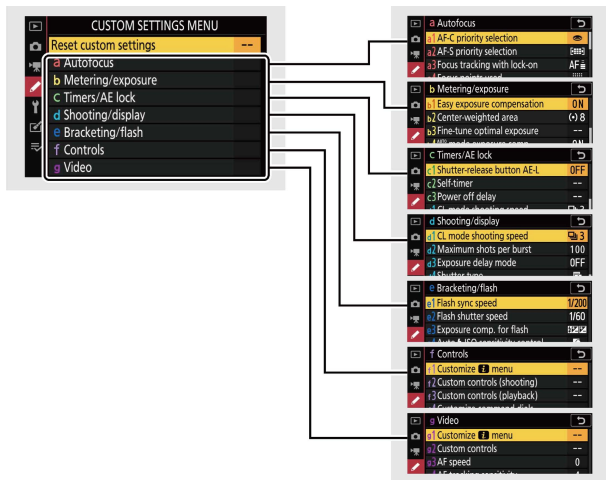 CUSTOM SETTINGS MENU
Reset custom settings --
a Autofocus
b Metering/exposure
c Timers/AE lock
d Shooting/display
e Bracketing/flash
f Controls
g Video
a Autofocus
a1 AF-C priority selection
a2 AF-S priority selection
a3 Focus tracking with lock-on AF
b Metering/exposure
b1 Easy exposure compensation ON
b2 Center-weighted area (•) 8
b3 Fine-tune optimal exposure --
c Timers/AE lock
c1 Shutter-release button AE-L OFF
c2 Self-timer --
c3 Power off delay --
d Shooting/display
d1 CL mode shooting speed 3
d2 Maximum shots per burst 100
d3 Exposure delay mode OFF
e Bracketing/flash
e1 Flash sync speed 1/200
e2 Flash shutter speed 1/60
e3 Exposure comp. for flash
f Controls
f1 Customize i menu --
f2 Custom controls (shooting) --
f3 Custom controls (playback) --
g Video
g1 Customize i menu --
g2 Custom controls --
g3 AF speed 0